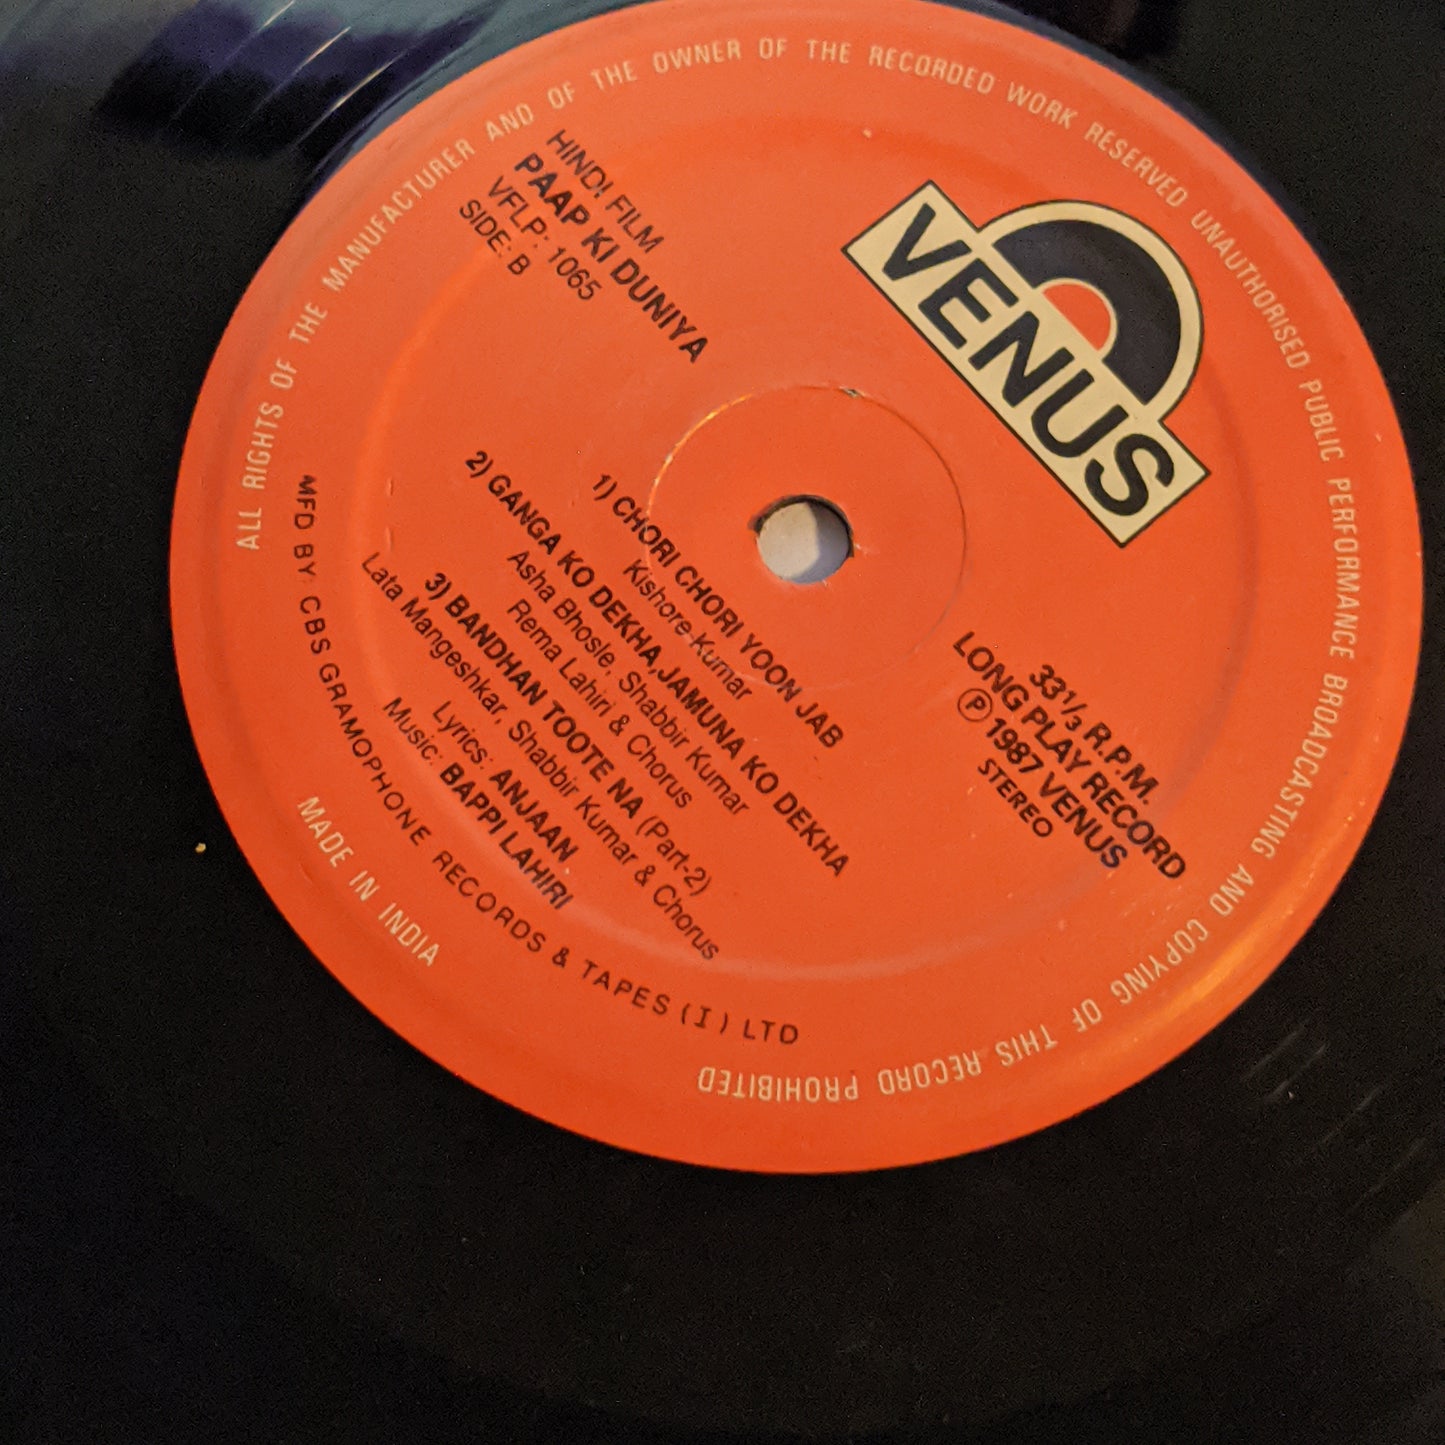 ALL RIGHTS OF THE MANUFACTURER AND OF THE OWNER OF THE RECORDED WORK RESERVED UNAUTHORISED PUBLIC PERFORMANCE BROADCASTING AND COPYING OF THIS RECORD PROHIBITED
VENUS
HINDI FILM
PAAP KI DUNIYA
VFLP: 1065
SIDE: B
33 1/3 R.P.M.
LONG PLAY RECORD
Ⓟ 1987 VENUS
STEREO
1) CHORI CHORI YOON JAB
Kishore Kumar
2) GANGA KO DEKHA,JAMUNA KO DEKHA
Asha Bhosle, Shabbir Kumar
Rema Lahiri & Chorus
3) BANDHAN TOOTE NA (Part-2)
Lata Mangeshkar, Shabbir Kumar & Chorus
Lyrics: ANJAAN
Music: BAPPI LAHIRI
MFD BY: CBS GRAMOPHONE RECORDS & TAPES (I) LTD
MADE IN INDIA